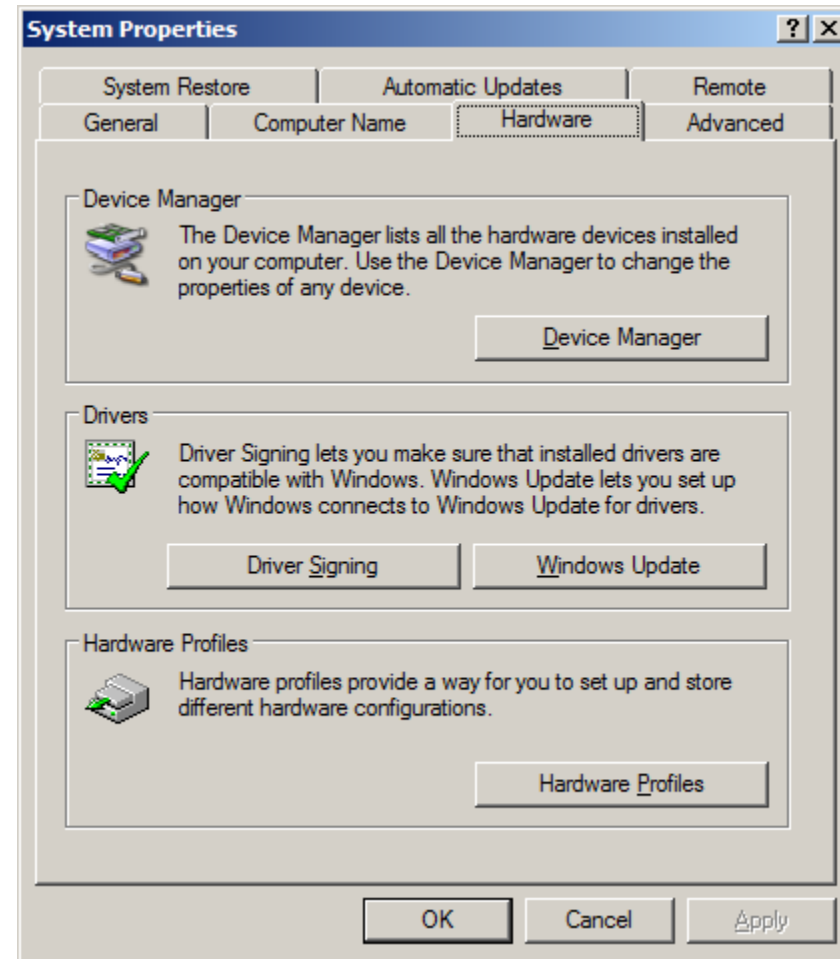 System Properties
System Restore
Automatic Updates
Remote
General
Computer Name
Hardware
Advanced
Device Manager
The Device Manager lists all the hardware devices installed
on your computer. Use the Device Manager to change the
properties of any device.
Device Manager
Drivers
Driver Signing lets you make sure that installed drivers are
compatible with Windows. Windows Update lets you set up
how Windows connects to Windows Update for drivers.
Driver Signing
Windows Update
Hardware Profiles
Hardware profiles provide a way for you to set up and store
different hardware configurations.
Hardware Profiles
OK
Cancel
Apply